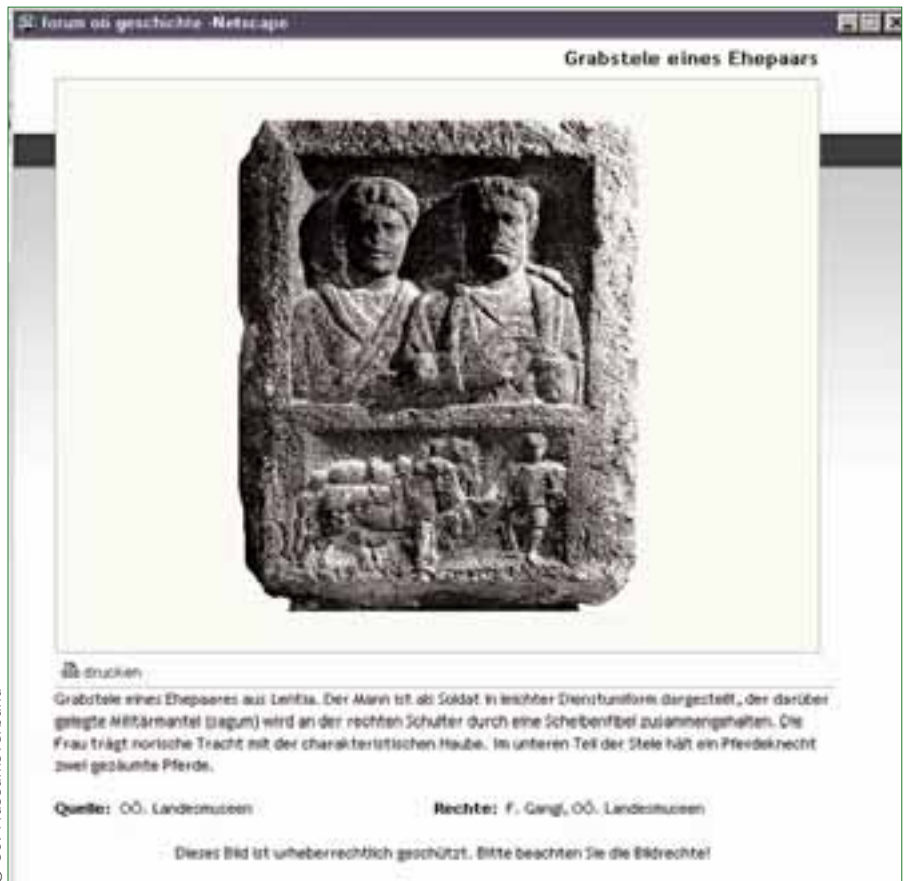 forum oö geschichte -Netscape
Grabstele eines Ehepaars
drucken
Grabstele eines Ehepaares aus Lentia. Der Mann ist als Soldat in leichter Dienstuniform dargestellt, der darüber
gelegte Militärmantel (sagum) wird an der rechten Schulter durch eine Scheibenfibel zusammengehalten. Die
Frau trägt norische Tracht mit der charakteristischen Haube. Im unteren Teil der Stele hält ein Pferdeknecht
zwei gezäumte Pferde.
Quelle: OÖ. Landesmuseen Rechte: F. Gangl, OÖ. Landesmuseen
Dieses Bild ist urheberrechtlich geschützt. Bitte beachten Sie die Bildrechte!